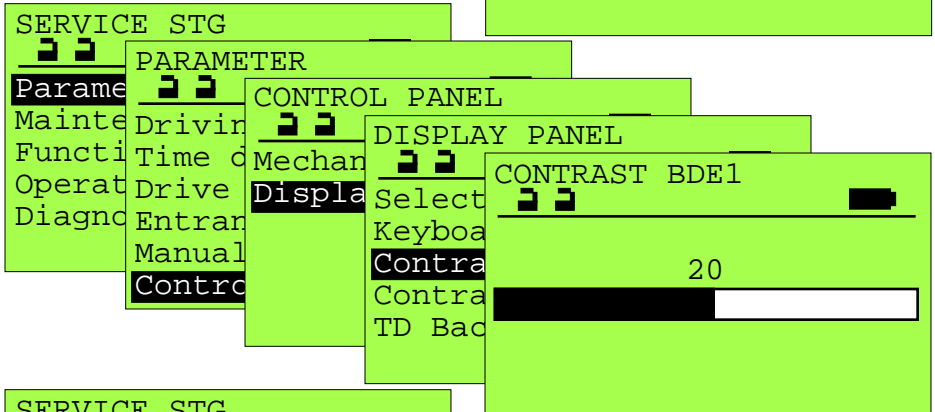 SERVICE STG
Parame
Mainte
Functi
Operat
Diagno
PARAMETER
Drivin
Time d
Drive
Entran
Manual
Contro
CONTROL PANEL
Mechan
Displa
DISPLAY PANEL
Select
Keyboa
Contra
Contra
TD Bac
CONTRAST BDE1
20
SERVICE STG